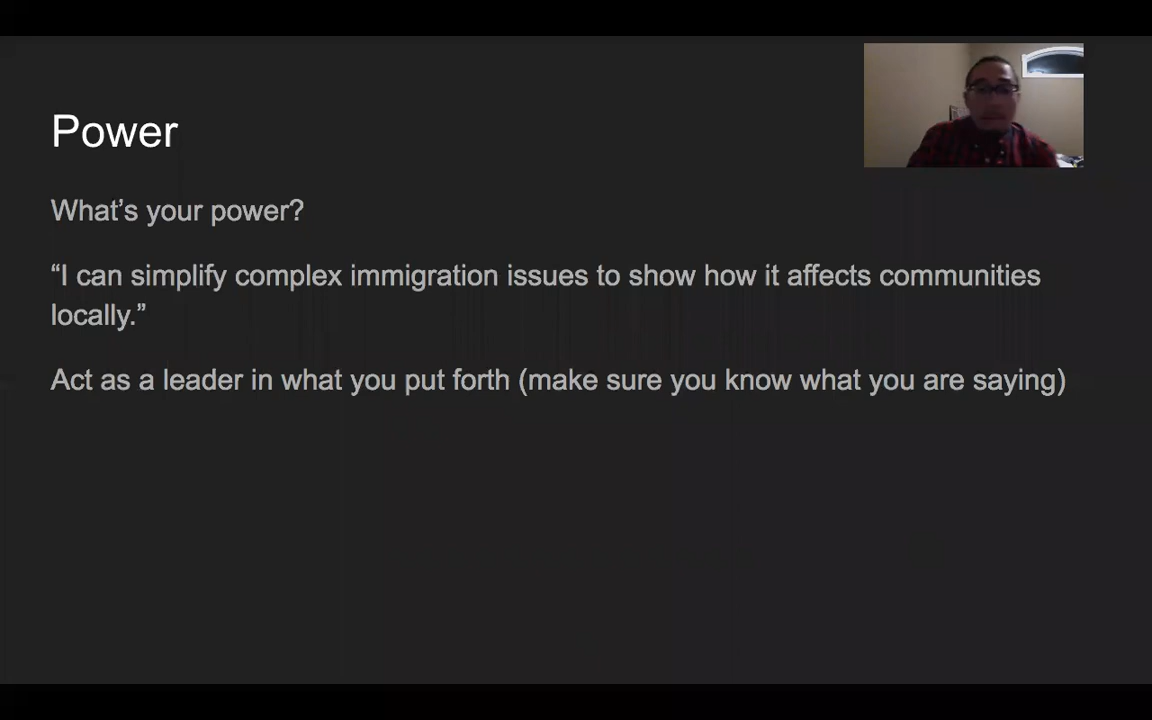 Power
What’s your power?
“I can simplify complex immigration issues to show how it affects communities
locally.”
Act as a leader in what you put forth (make sure you know what you are saying)